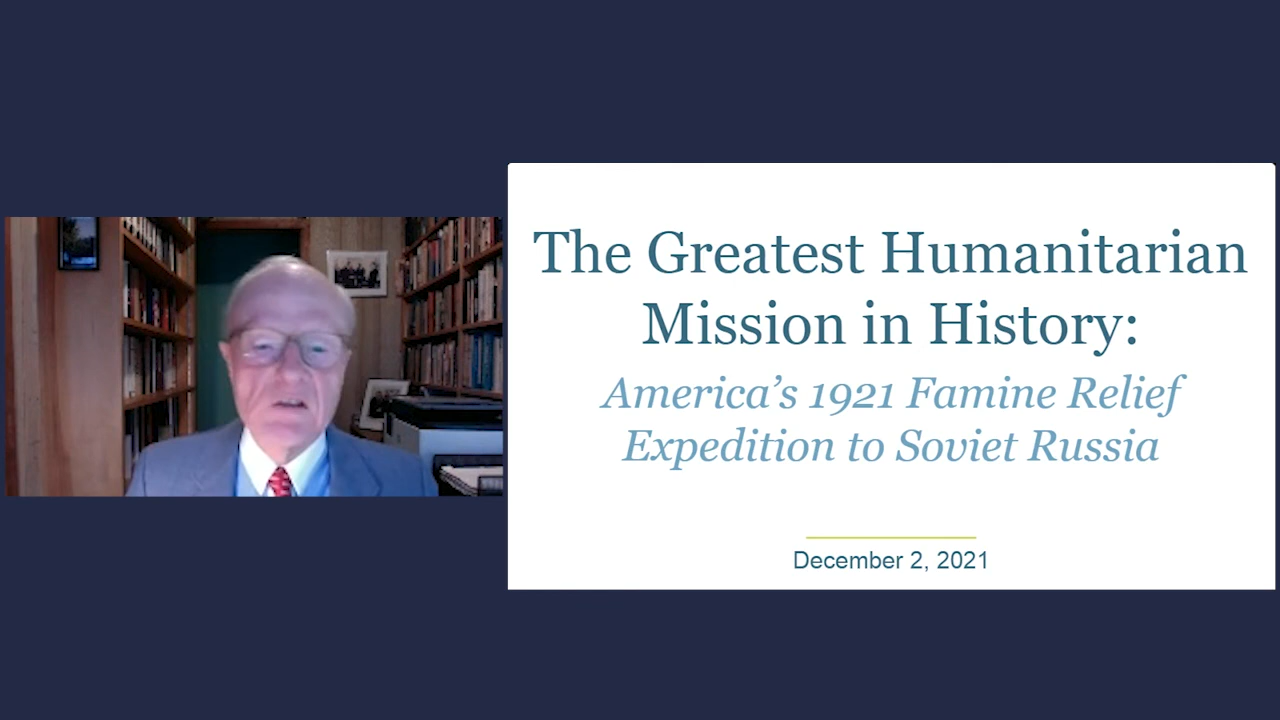 The Greatest Humanitarian
Mission in History:
America’s 1921 Famine Relief
Expedition to Soviet Russia
December 2, 2021